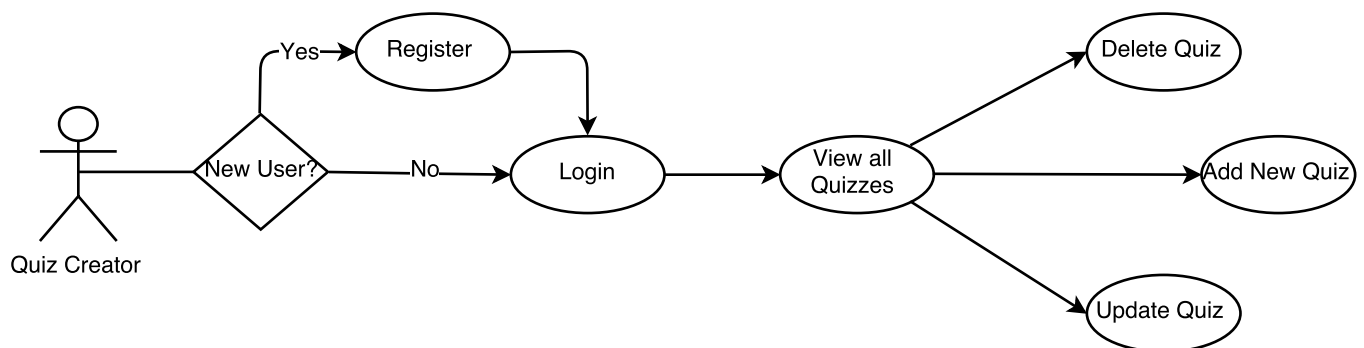 Yes
Register
Delete Quiz
New User?
No
Login
View all
Quizzes
Add New Quiz
Quiz Creator
Update Quiz